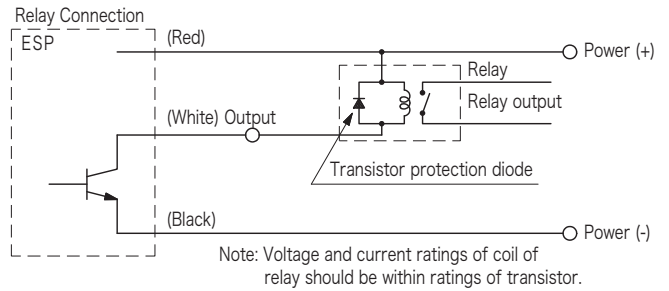 Relay Connection
ESP
(Red)
Power (+)
Relay
Relay output
(White) Output
Transistor protection diode
(Black)
Power (-)
Note: Voltage and current ratings of coil of
relay should be within ratings of transistor.